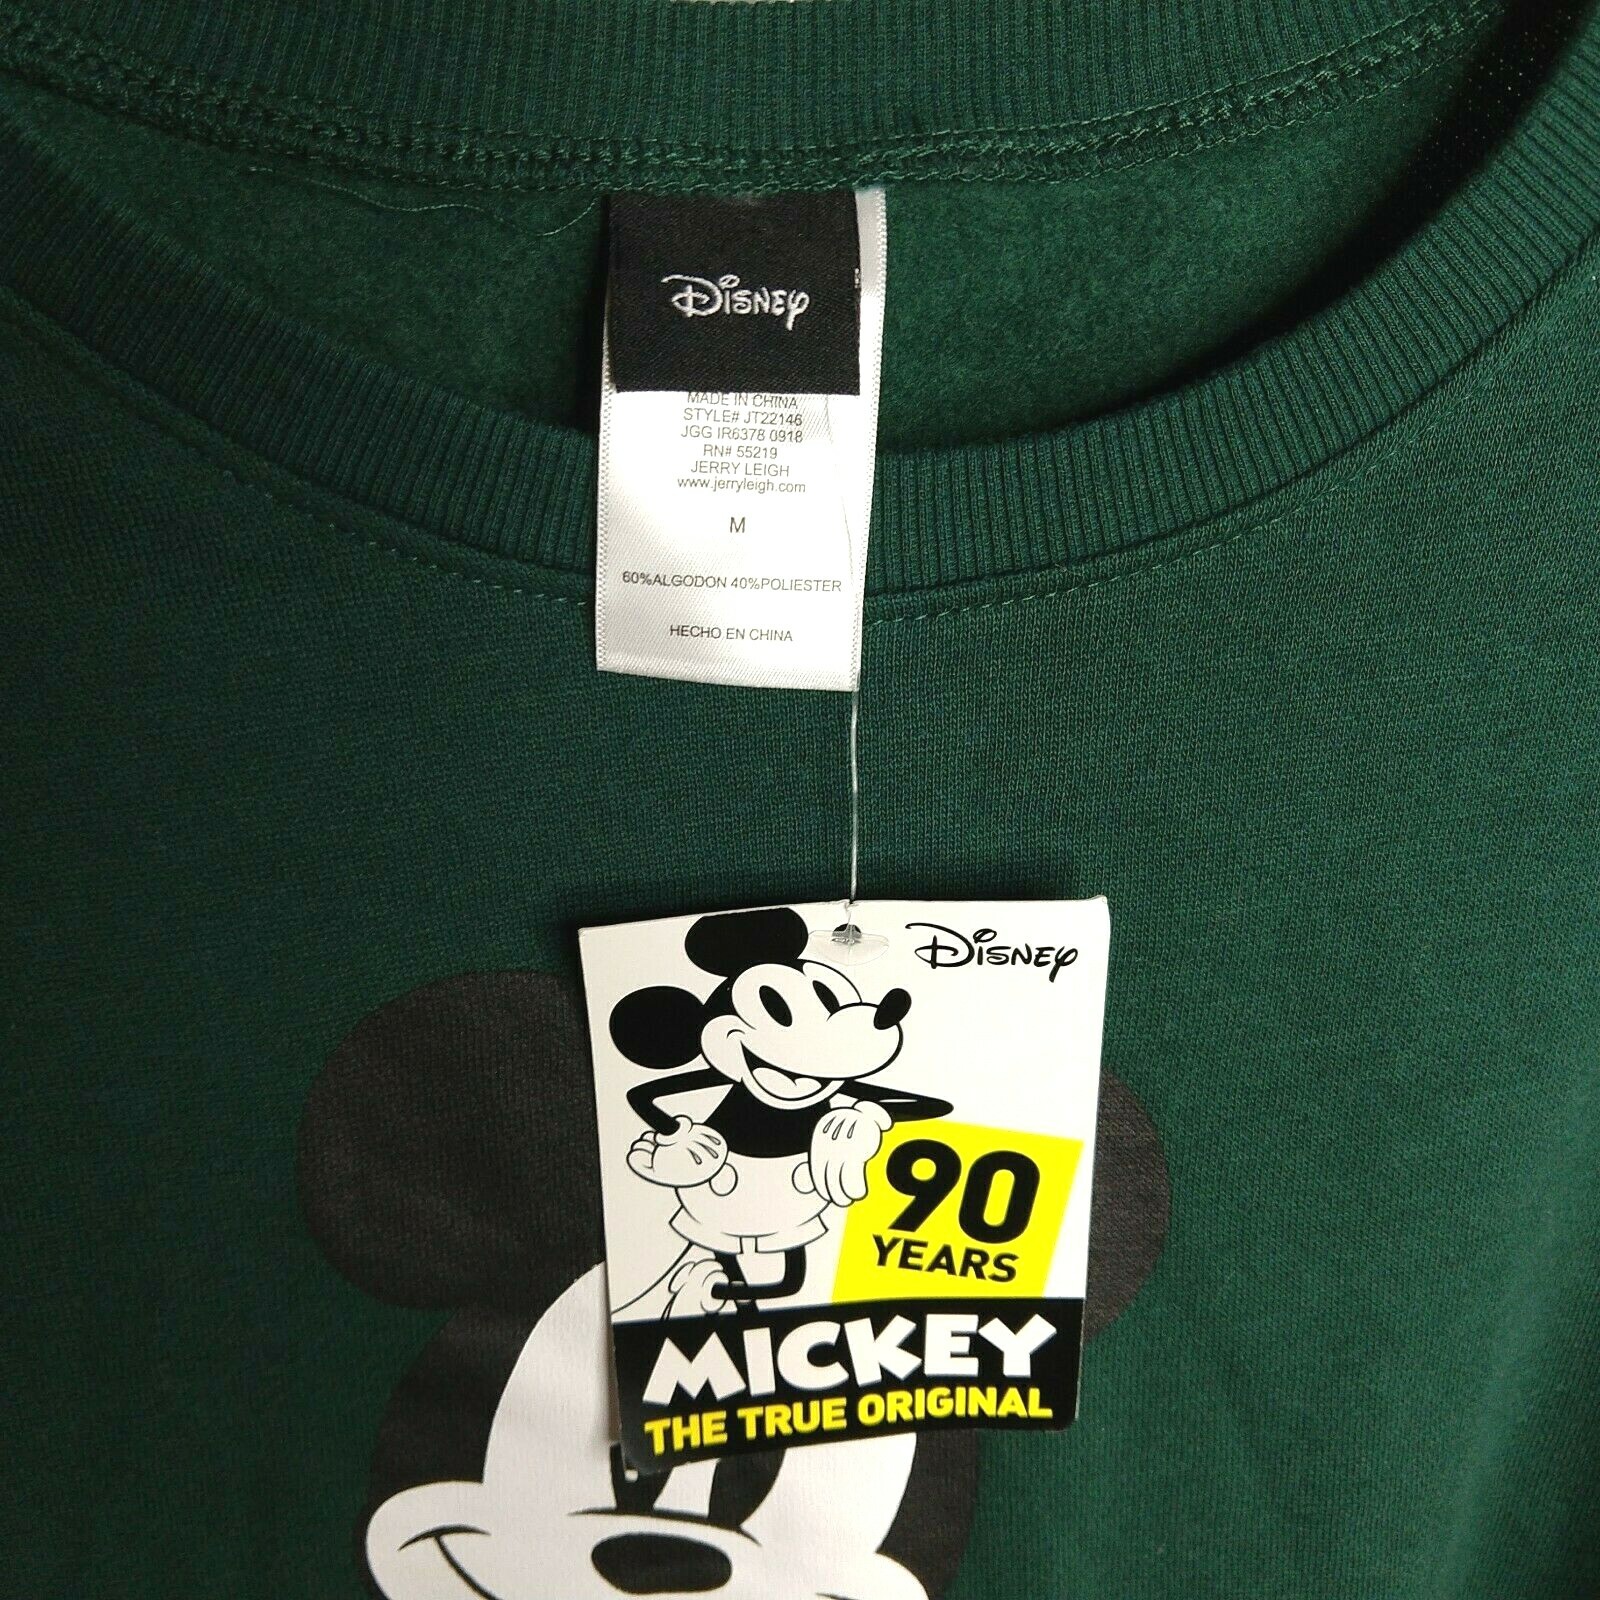 Disney
MADE IN CHINA
STYLE# JT22146
JGG IR6378 0918
RN# 55219
JERRY LEIGH
www.jerryleigh.com
M
60%ALGODON 40%POLIESTER
HECHO EN CHINA
Disney
90
YEARS
MICKEY
THE TRUE ORIGINAL